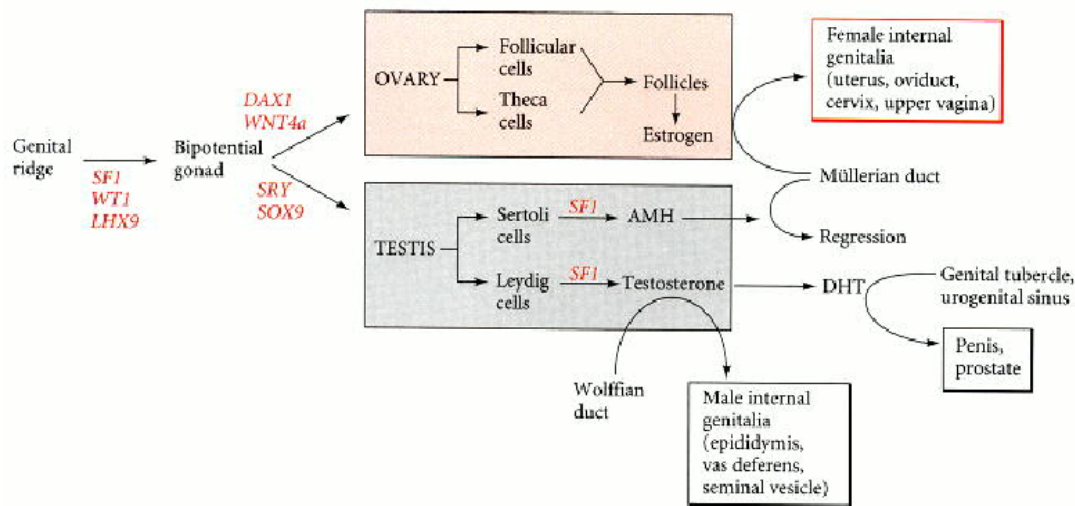 Genital
ridge
SF1
WT1
LHX9
Bipotential
gonad
DAX1
WNT4a
SRY
SOX9
OVARY
Follicular
cells
Theca
cells
Follicles
Estrogen
Female internal
genitalia
(uterus, oviduct,
cervix, upper vagina)
Müllerian duct
Regression
TESTIS
Sertoli
cells
SF1
AMH
Leydig
cells
SF1
Testosterone
DHT
Genital tubercle,
urogenital sinus
Penis,
prostate
Wolffian
duct
Male internal
genitalia
(epididymis,
vas deferens,
seminal vesicle)